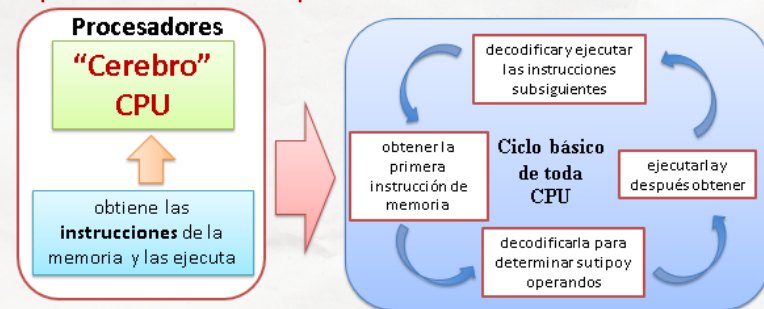 Procesadores
"Cerebro"
CPU
obtiene las
instrucciones de la
memoria y las ejecuta
decodificar y ejecutar
las instrucciones
subsiguientes
obtener la
primera
instrucción de
memoria
Ciclo básico
de toda
CPU
ejecutarla y
después obtener
decodificarla para
determinar su tipo y
operandos